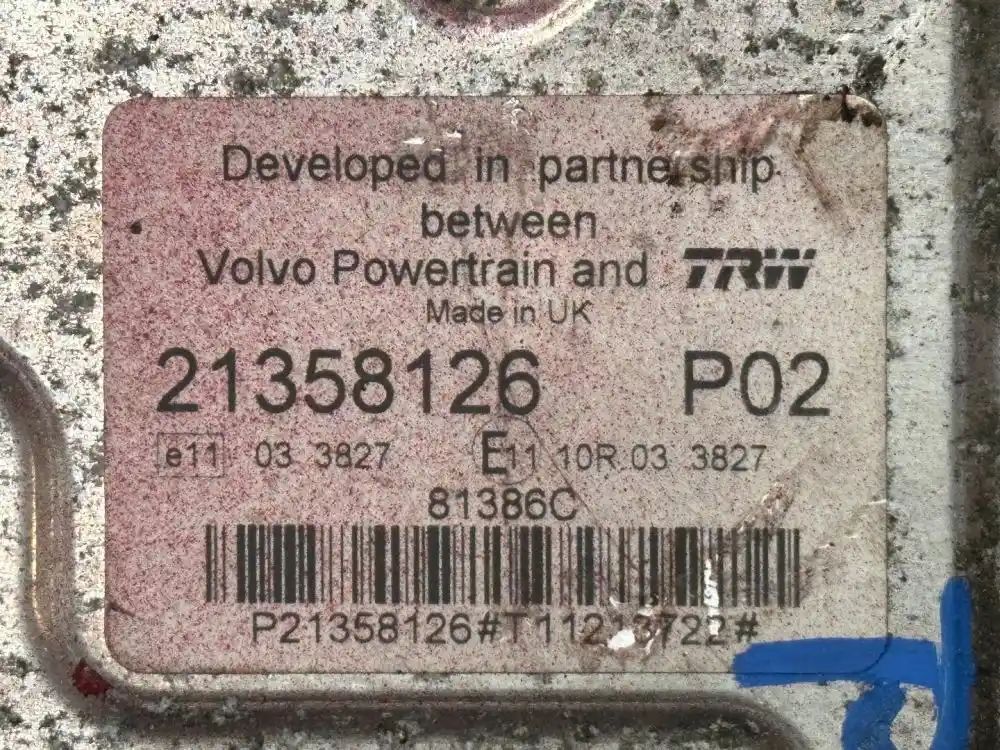 Developed in partnership
between
Volvo Powertrain and TRW
Made in UK
21358126 P02
e11 03 3827 E11 10R.03 3827
81386C
P21358126#T11213722#